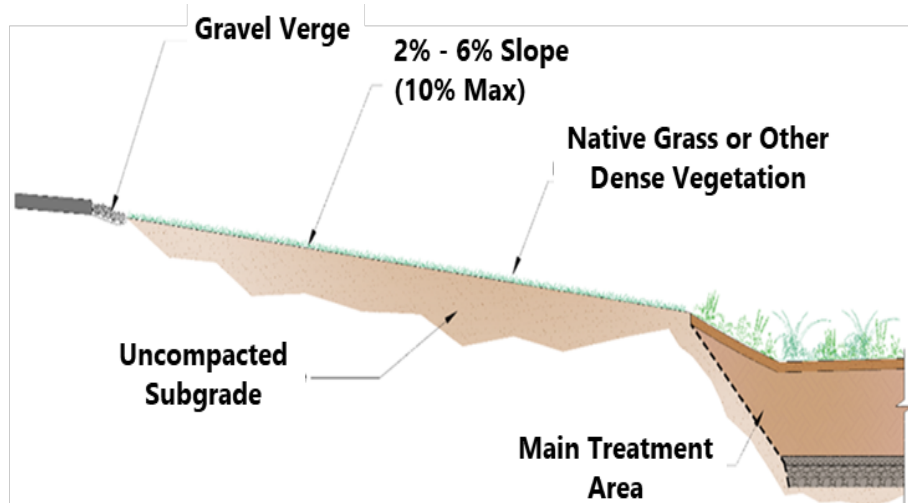 Gravel Verge
2% - 6% Slope
(10% Max)
Native Grass or Other
Dense Vegetation
Uncompacted
Subgrade
Main Treatment
Area